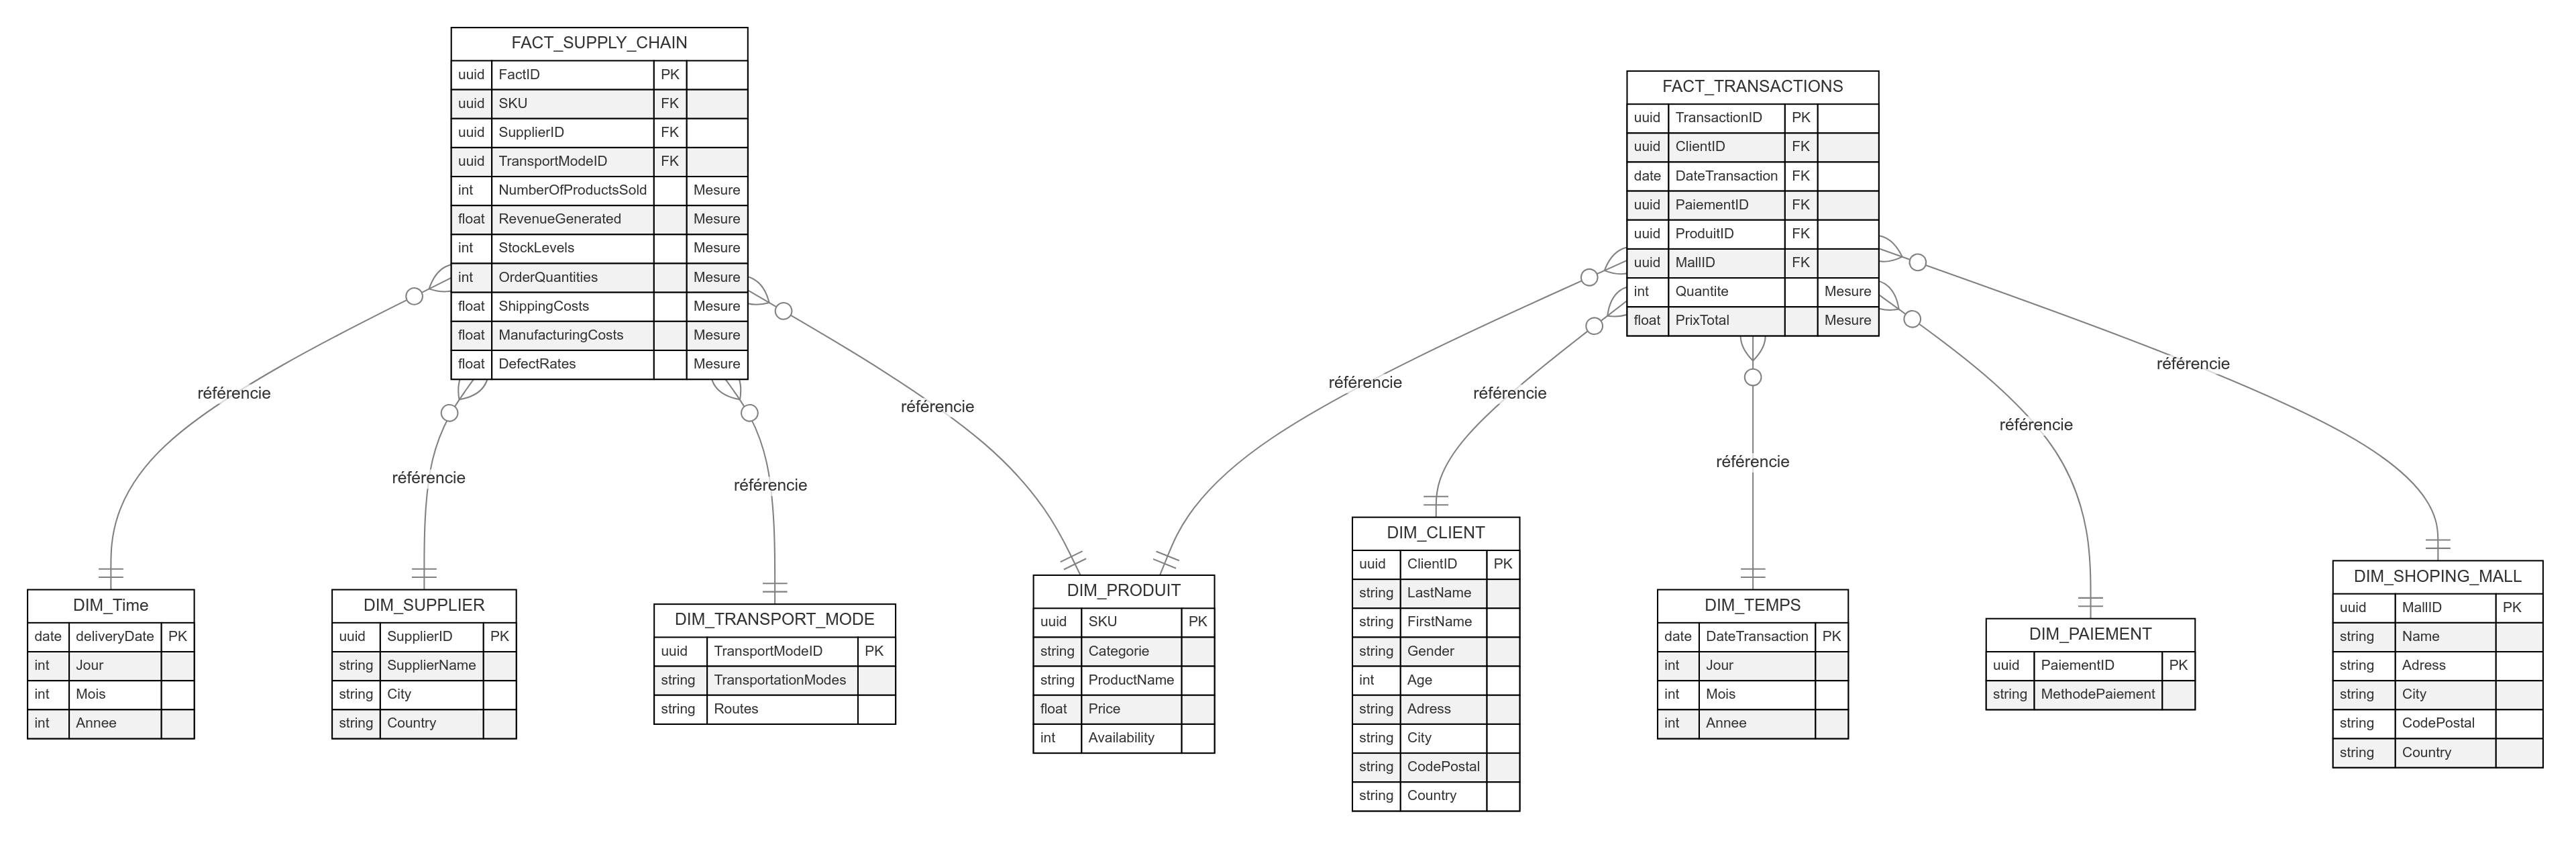 FACT_SUPPLY_CHAIN
uuid FactID PK
uuid SKU FK
uuid SupplierID FK
uuid TransportModeID FK
int NumberOfProductsSold Mesure
float RevenueGenerated Mesure
int StockLevels Mesure
int OrderQuantities Mesure
float ShippingCosts Mesure
float ManufacturingCosts Mesure
float DefectRates Mesure
FACT_TRANSACTIONS
uuid TransactionID PK
uuid ClientID FK
date DateTransaction FK
uuid PaiementID FK
uuid ProduitID FK
uuid MallID FK
int Quantite Mesure
float PrixTotal Mesure
référencie
référencie
référencie
référencie
référencie
référencie
référencie
référencie
référencie
DIM_Time
date deliveryDate PK
int Jour
int Mois
int Annee
DIM_SUPPLIER
uuid SupplierID PK
string SupplierName
string City
string Country
DIM_TRANSPORT_MODE
uuid TransportModeID PK
string TransportationModes
string Routes
DIM_PRODUIT
uuid SKU PK
string Categorie
string ProductName
float Price
int Availability
DIM_CLIENT
uuid ClientID PK
string LastName
string FirstName
string Gender
int Age
string Adress
string City
string CodePostal
string Country
DIM_TEMPS
date DateTransaction PK
int Jour
int Mois
int Annee
DIM_PAIEMENT
uuid PaiementID PK
string MethodePaiement
DIM_SHOPING_MALL
uuid MallID PK
string Name
string Adress
string City
string CodePostal
string Country